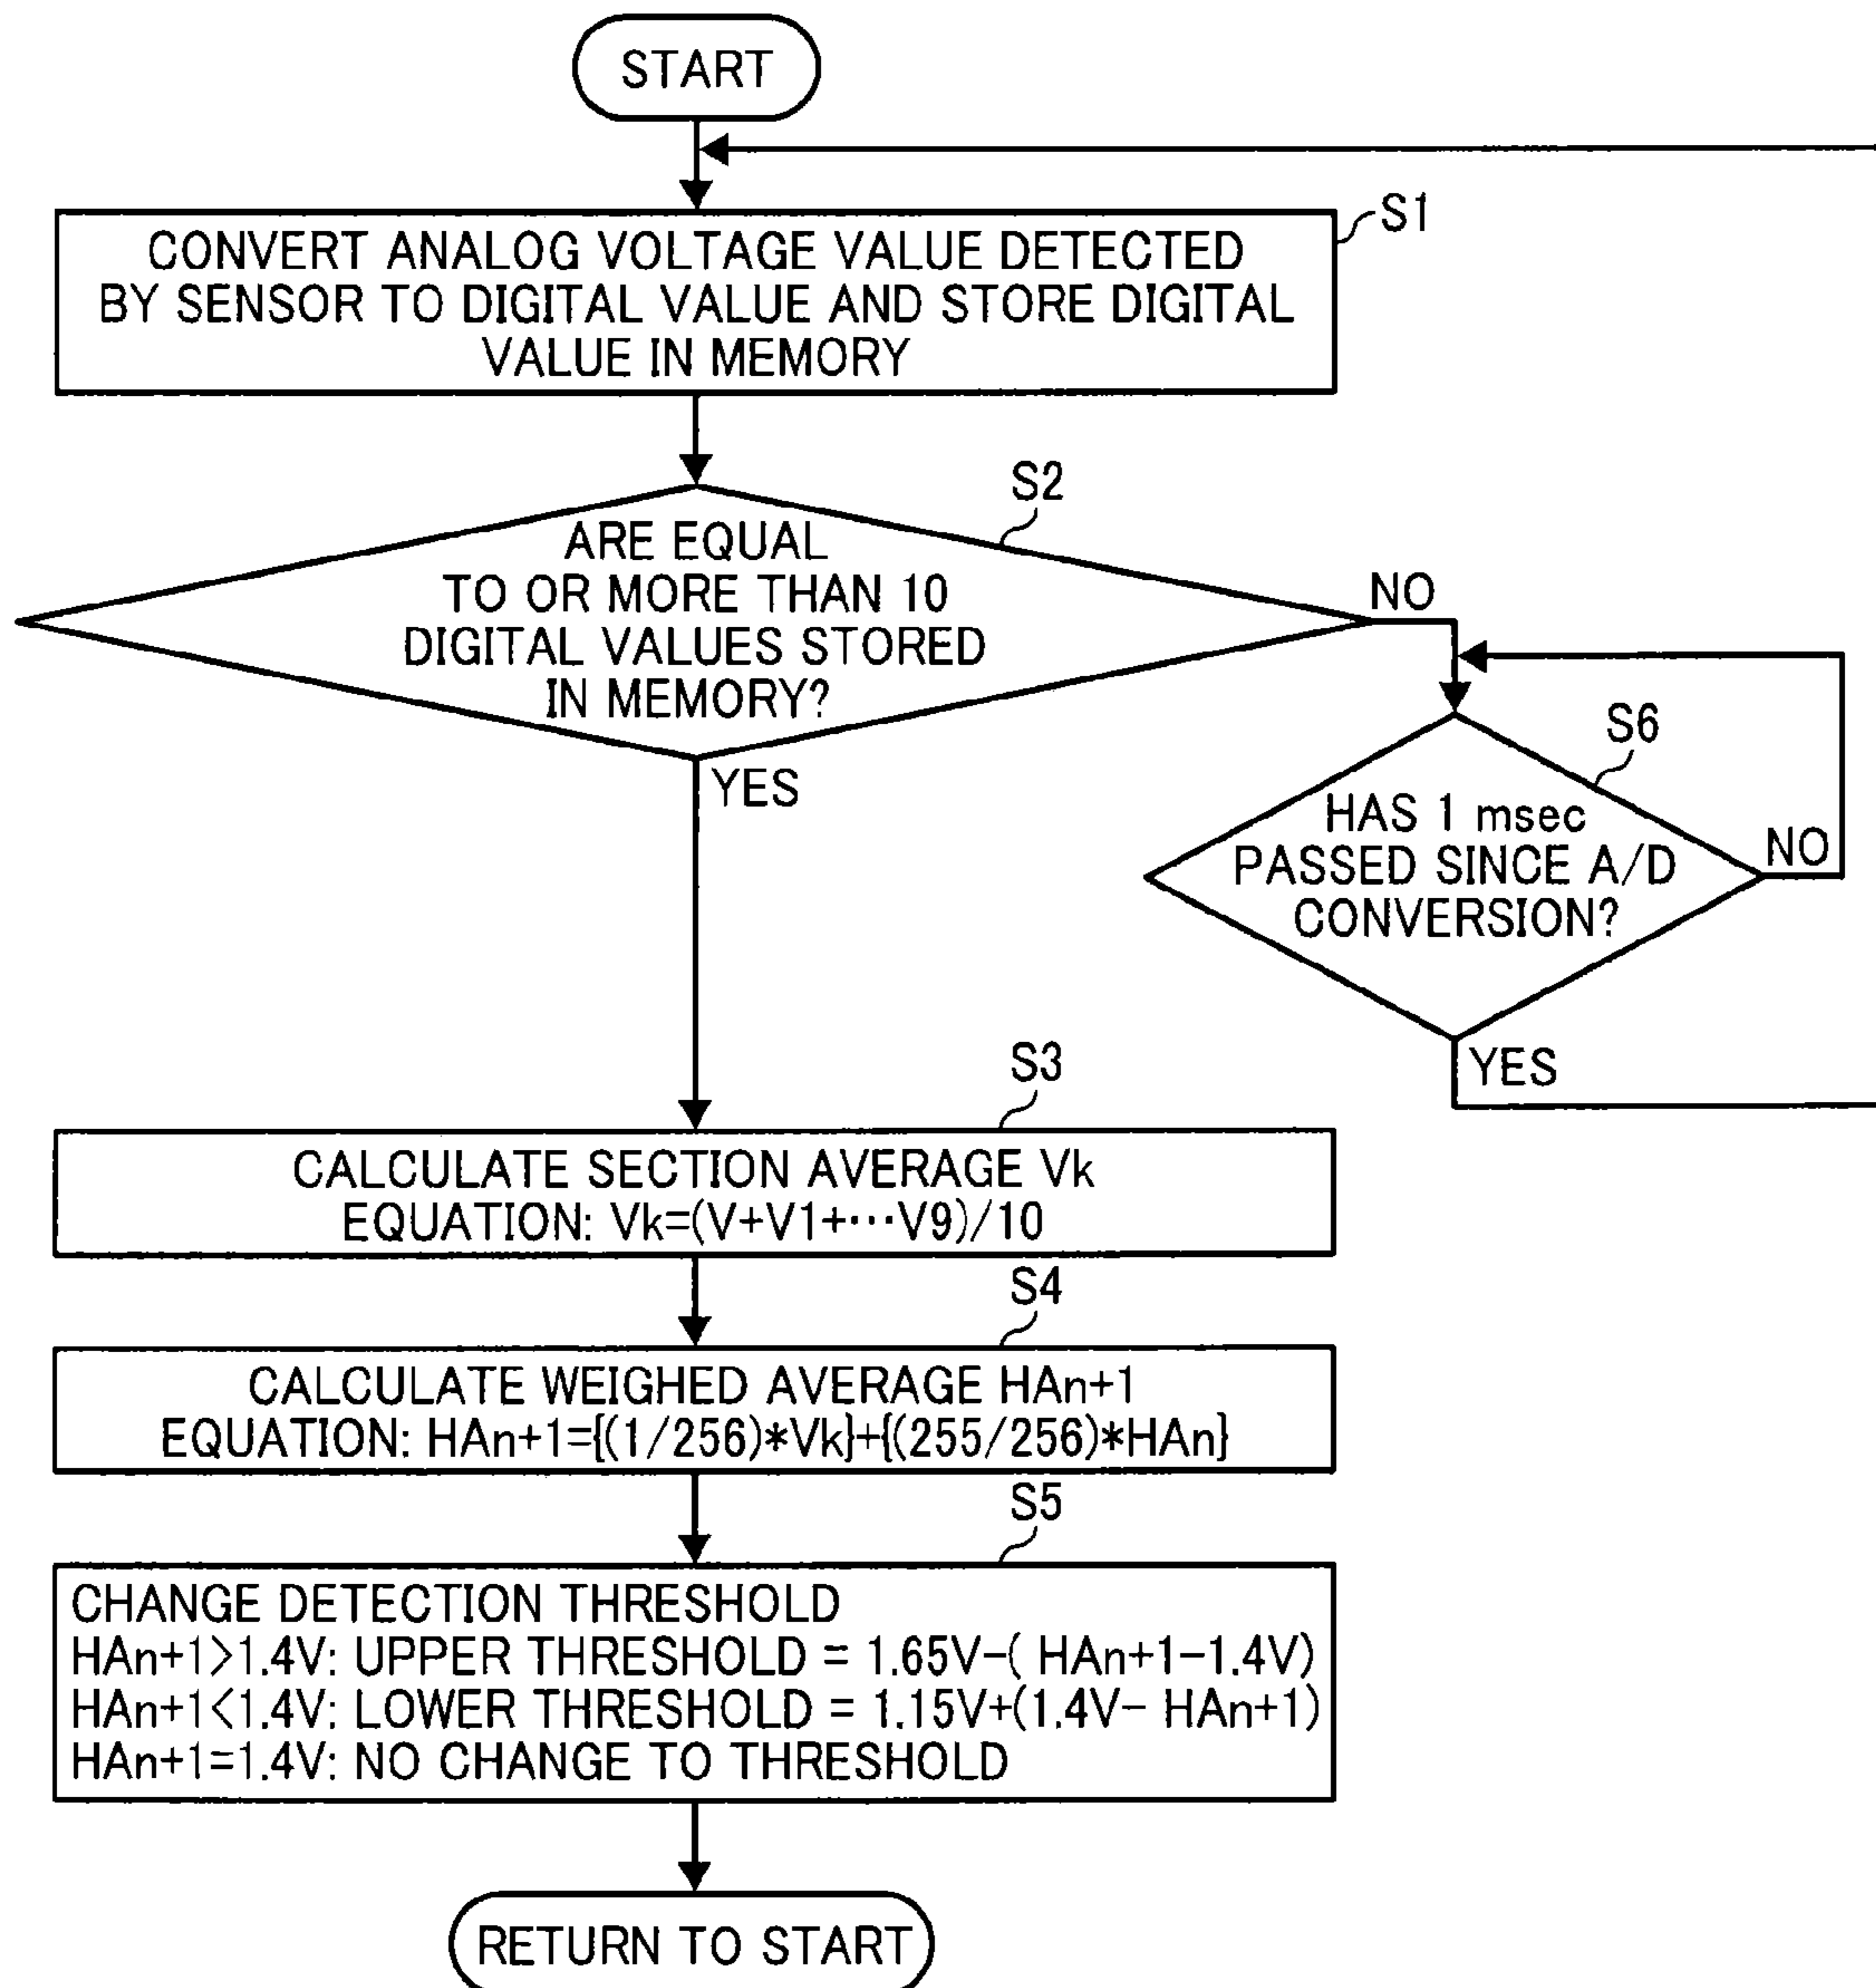 START
S1
CONVERT ANALOG VOLTAGE VALUE DETECTED
BY SENSOR TO DIGITAL VALUE AND STORE DIGITAL
VALUE IN MEMORY
S2
ARE EQUAL
TO OR MORE THAN 10
DIGITAL VALUES STORED
IN MEMORY?
NO
YES
S6
HAS 1 msec
PASSED SINCE A/D
CONVERSION?
NO
YES
S3
CALCULATE SECTION AVERAGE Vk
EQUATION: Vk=(V+V1+···V9)/10
S4
CALCULATE WEIGHED AVERAGE HAn+1
EQUATION: HAn+1={(1/256)*Vk}+{(255/256)*HAn}
S5
CHANGE DETECTION THRESHOLD
HAn+1>1.4V: UPPER THRESHOLD = 1.65V-( HAn+1-1.4V)
HAn+1<1.4V: LOWER THRESHOLD = 1.15V+(1.4V- HAn+1)
HAn+1=1.4V: NO CHANGE TO THRESHOLD
RETURN TO START